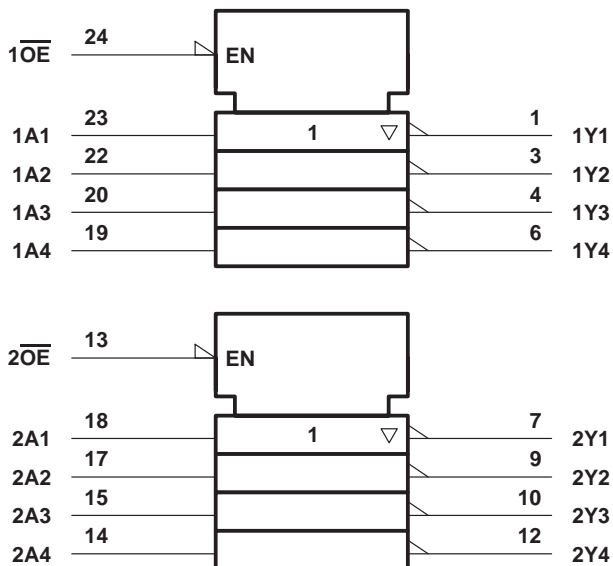 1O̅E̅ 24 EN
1A1 23 1 1 1Y1
1A2 22 3 1Y2
1A3 20 4 1Y3
1A4 19 6 1Y4
2O̅E̅ 13 EN
2A1 18 1 7 2Y1
2A2 17 9 2Y2
2A3 15 10 2Y3
2A4 14 12 2Y4